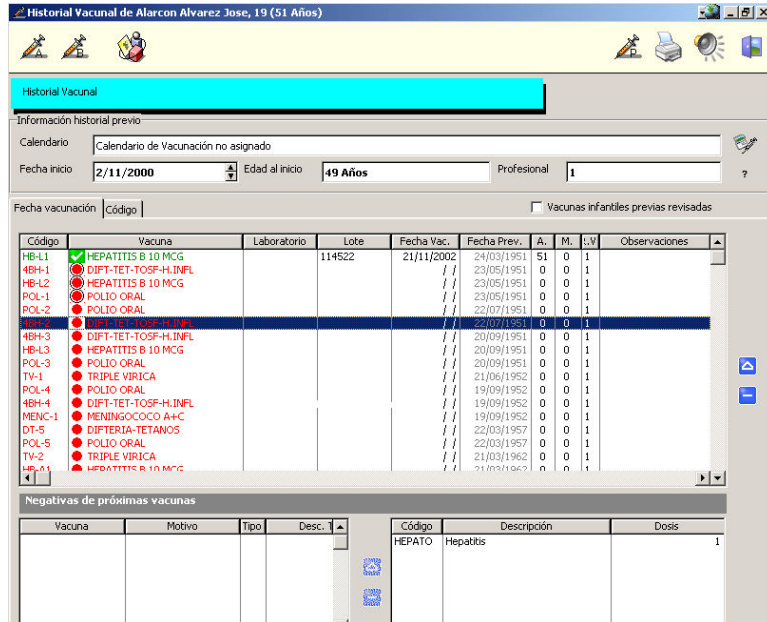 Historial Vacunal de Alarcon Alvarez Jose, 19 (51 Años)
A B B
Historial Vacunal
Información historial previo
Calendario Calendario de Vacunación no asignado
Fecha inicio 2/11/2000 Edad al inicio 49 Años Profesional 1 ?
Fecha vacunación Código Vacunas infantiles previas revisadas
Código Vacuna Laboratorio Lote Fecha Vac. Fecha Prev. A. M. Observaciones
HB-L1 HEPATITIS B 10 MCG 114522 21/11/2002 24/03/1951 51 0 1
4BH-1 DIFT-TET-TOSF-H.INFL / / 23/05/1951 0 0 1
HB-L2 HEPATITIS B 10 MCG / / 23/05/1951 0 0 1
POL-1 POLIO ORAL / / 23/05/1951 0 0 1
POL-2 POLIO ORAL / / 22/07/1951 0 0 1
4BH-2 DIFT-TET-TOSF-H.INFL / / 22/07/1951 0 0 1
4BH-3 DIFT-TET-TOSF-H.INFL / / 20/09/1951 0 0 1
HB-L3 HEPATITIS B 10 MCG / / 20/09/1951 0 0 1
POL-3 POLIO ORAL / / 20/09/1951 0 0 1
TV-1 TRIPLE VIRICA / / 21/06/1952 0 0 1
POL-4 POLIO ORAL / / 19/09/1952 0 0 1
4BH-4 DIFT-TET-TOSF-H.INFL / / 19/09/1952 0 0 1
MENC-1 MENINGOCOCO A+C / / 19/09/1952 0 0 1
DT-5 DIFTERIA-TETANOS / / 22/03/1957 0 0 1
POL-5 POLIO ORAL / / 22/03/1957 0 0 1
TV-2 TRIPLE VIRICA / / 21/03/1962 0 0 1
HB-A1 HEPATITIS B 10 MCG / / 21/03/1962 0 0 1
Negativas de próximas vacunas
Vacuna Motivo Tipo Desc. Código Descripción Dosis
HEPATO Hepatitis 1